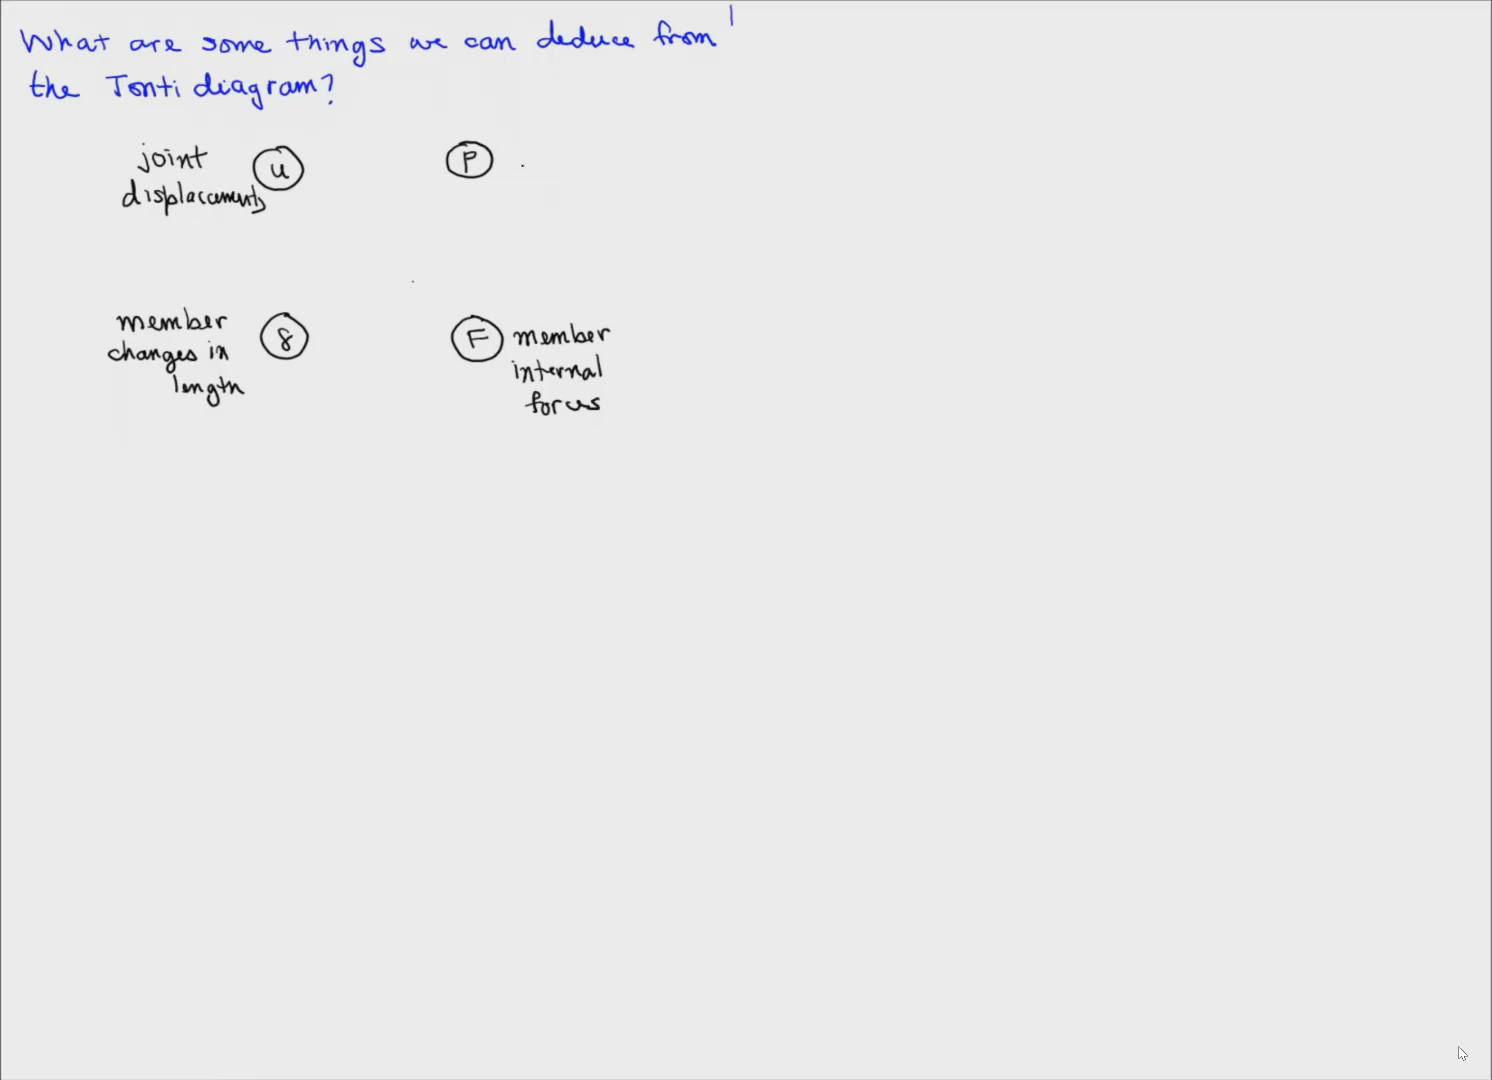 What are some things we can deduce from
the Tonti diagram?
joint
displacements
u
P
member
changes in
length
δ
F
member
internal
forces